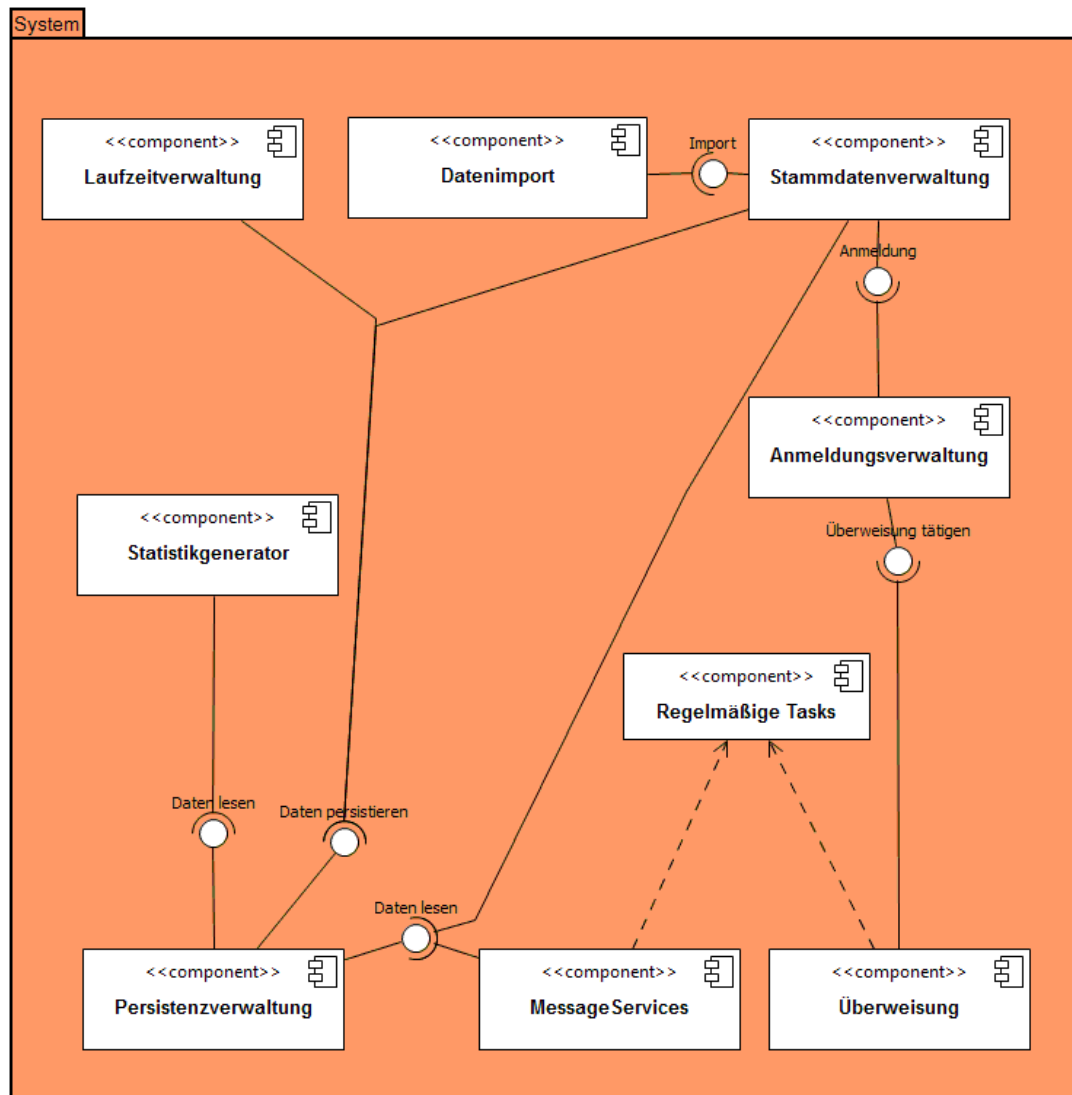 System
<<component>>
Laufzeitverwaltung
<<component>>
Datenimport
Import
<<component>>
Stammdatenverwaltung
Anmeldung
<<component>>
Anmeldungsverwaltung
<<component>>
Statistikgenerator
Überweisung tätigen
<<component>>
Regelmäßige Tasks
Daten lesen
Daten persistieren
Daten lesen
<<component>>
Persistenzverwaltung
<<component>>
MessageServices
<<component>>
Überweisung